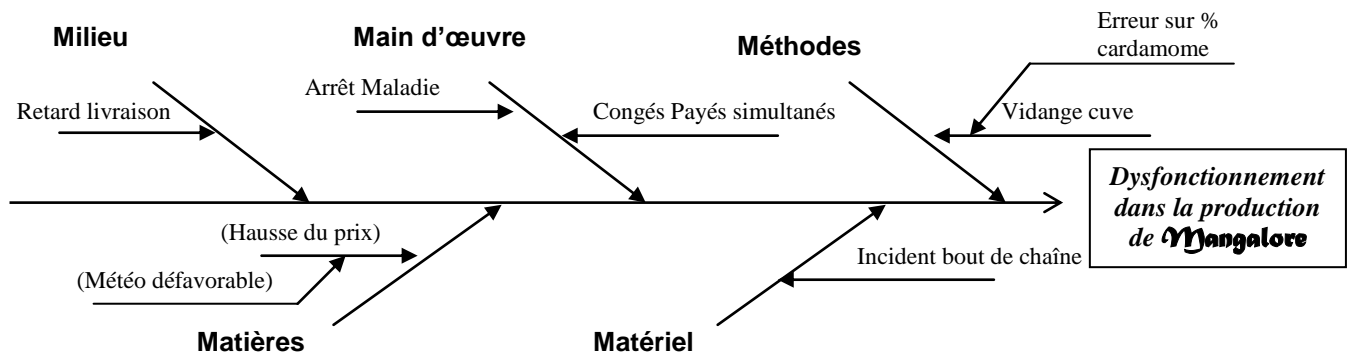 Erreur sur %
cardamome
Milieu
Main d'œuvre
Méthodes
Arrêt Maladie
Retard livraison
Congés Payés simultanés
Vidange cuve
Dysfonctionnement
dans la production
de Mangalore
(Hausse du prix)
(Météo défavorable)
Incident bout de chaîne
Matières
Matériel